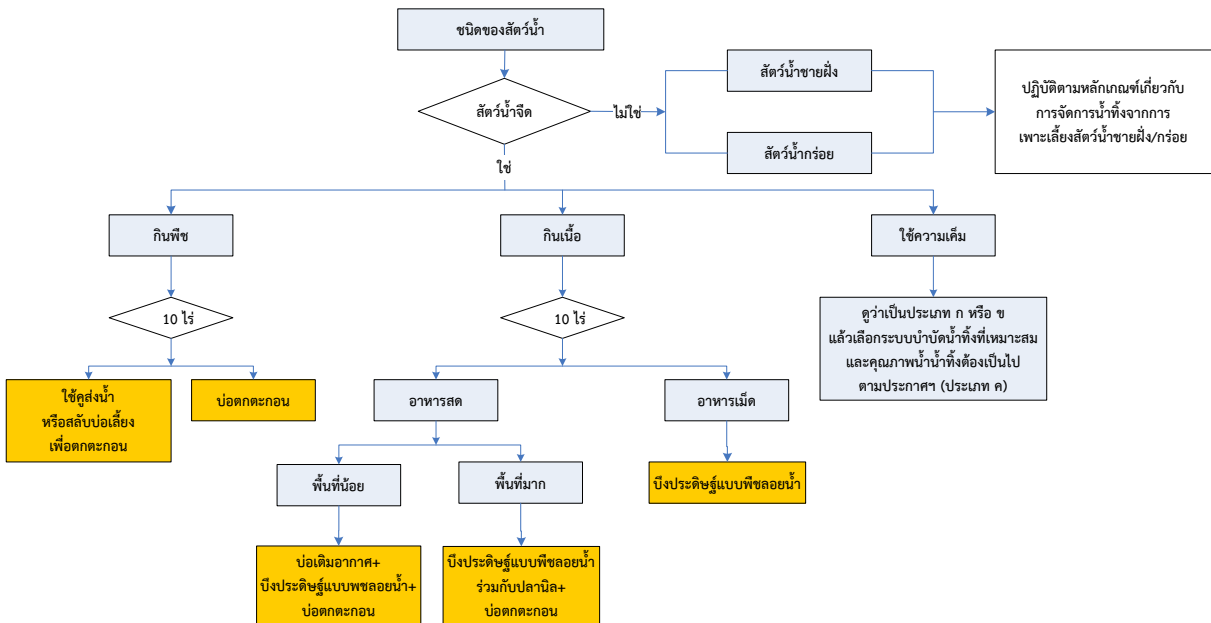 ชนิดของสัตว์น้ำ
สัตว์น้ำจืด
ไม่ใช่
สัตว์น้ำชายฝั่ง
สัตว์น้ำกร่อย
ปฏิบัติตามหลักเกณฑ์เกี่ยวกับ
การจัดการน้ำทิ้งจากการ
เพาะเลี้ยงสัตว์น้ำชายฝั่ง/กร่อย
ใช่
กินพืช
กินเนื้อ
ใช้ความเค็ม
10 ไร่
10 ไร่
ดูว่าเป็นประเภท ก หรือ ข
แล้วเลือกระบบบำบัดน้ำทิ้งที่เหมาะสม
และคุณภาพน้ำน้ำทิ้งต้องเป็นไป
ตามประกาศฯ (ประเภท ค)
ใช้คูส่งน้ำ
หรือสลับบ่อเลี้ยง
เพื่อตกตะกอน
บ่อตกตะกอน
อาหารสด
อาหารเม็ด
พื้นที่น้อย
พื้นที่มาก
บึงประดิษฐ์แบบพืชลอยน้ำ
บ่อเติมอากาศ+
บึงประดิษฐ์แบบพชลอยน้ำ+
บ่อตกตะกอน
บึงประดิษฐ์แบบพืชลอยน้ำ
ร่วมกับปลานิล+
บ่อตกตะกอน